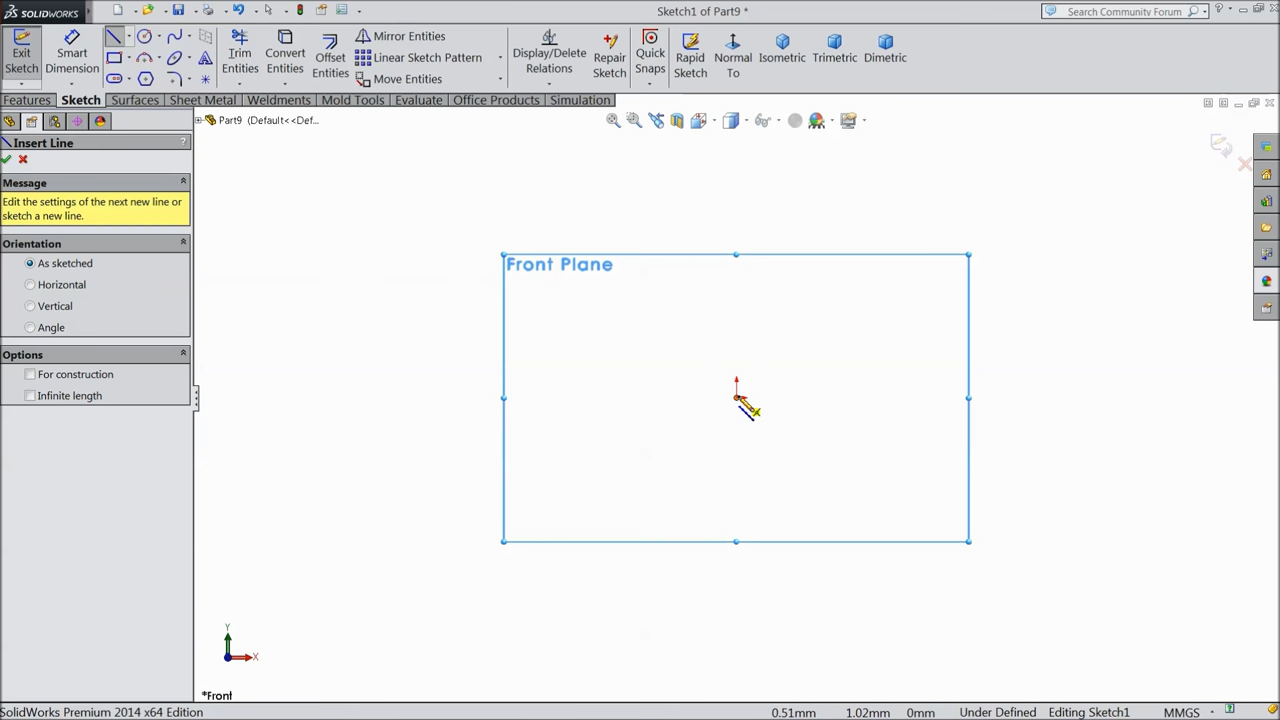 SOLIDWORKS
Sketch1 of Part9 *
Search Community Forum
Exit Sketch
Smart Dimension
Trim Entities
Convert Entities
Offset Entities
Mirror Entities
Linear Sketch Pattern
Move Entities
Display/Delete Relations
Repair Sketch
Quick Snaps
Rapid Sketch
Normal To
Isometric
Trimetric
Dimetric
Features
Sketch
Surfaces
Sheet Metal
Weldments
Mold Tools
Evaluate
Office Products
Simulation
Part9 (Default<<Def...
Insert Line
?
Message
Edit the settings of the next new line or
sketch a new line.
Orientation
As sketched
Horizontal
Vertical
Angle
Options
For construction
Infinite length
Front Plane
Y
X
*Front
SolidWorks Premium 2014 x64 Edition
0.51mm
1.02mm
0mm
Under Defined
Editing Sketch1
MMGS